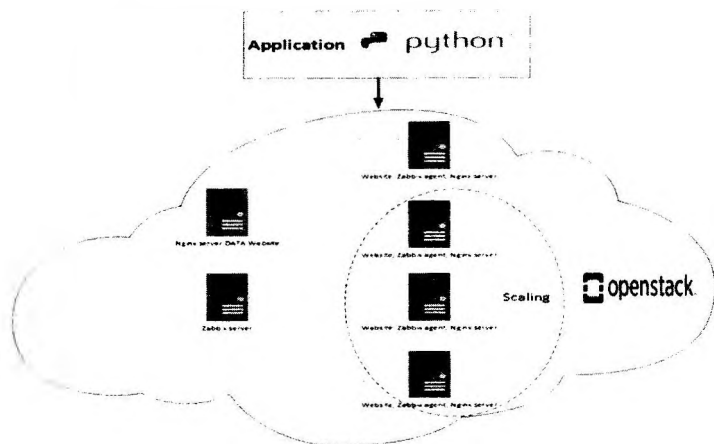 Application python
Website, Zabbix agent, Nginx server
Nginx server DATA Website
Website, Zabbix agent, Nginx server
Scaling
openstack
Zabbix server
Website, Zabbix agent, Nginx server
Website, Zabbix agent, Nginx server